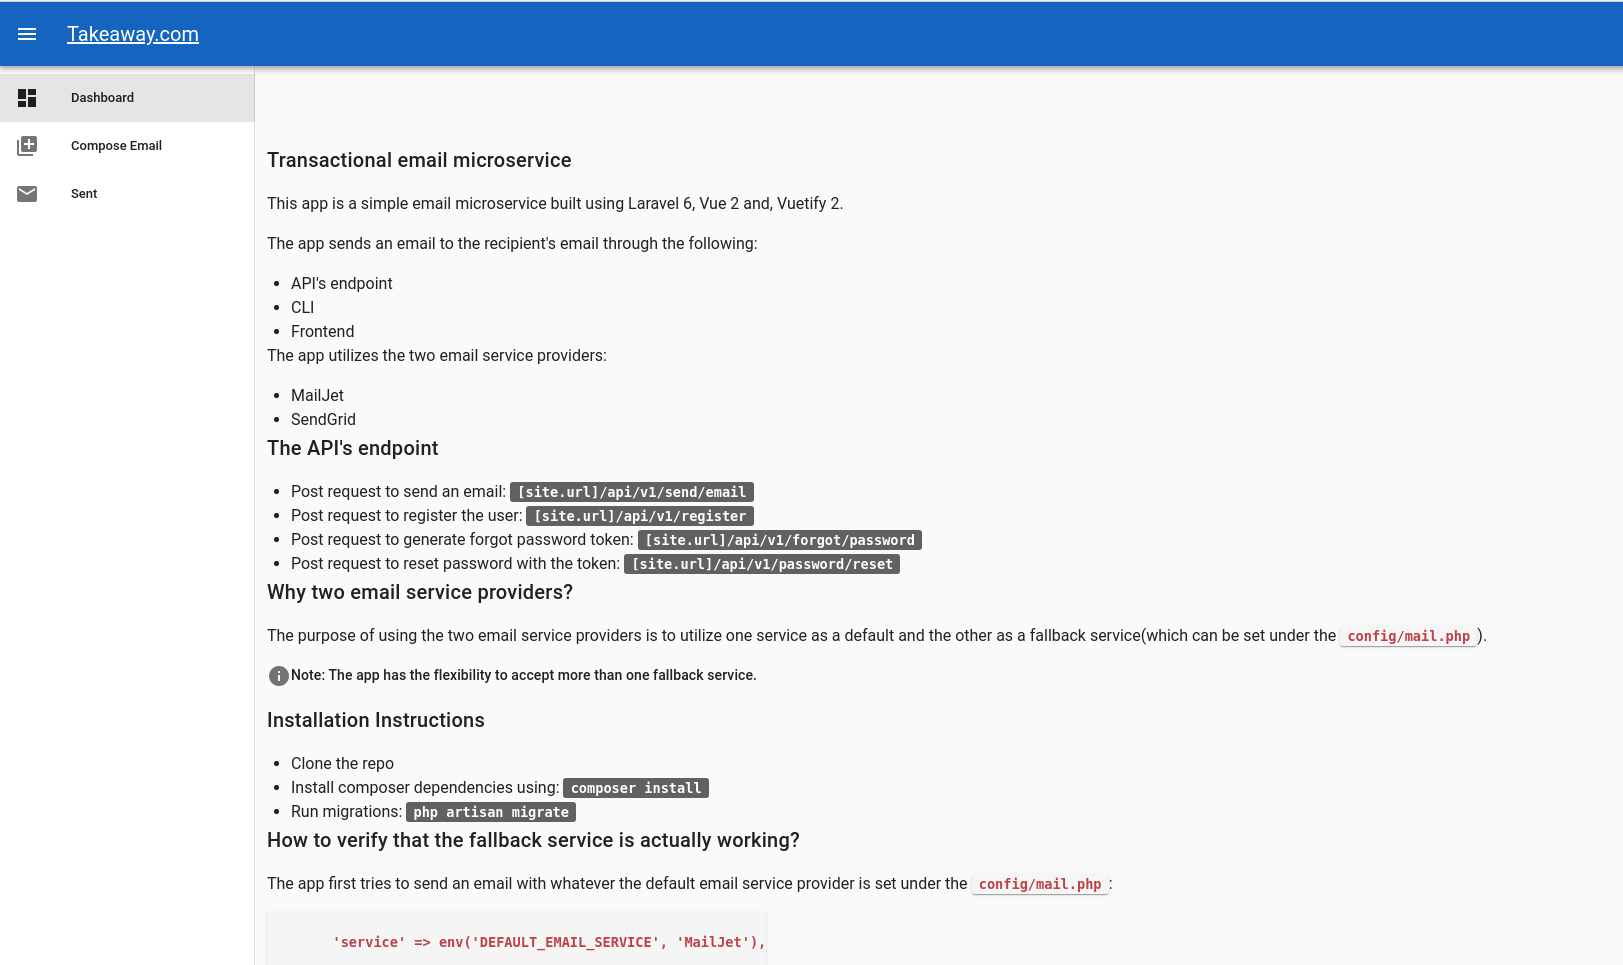 Takeaway.com
Dashboard
Compose Email
Sent
Transactional email microservice
This app is a simple email microservice built using Laravel 6, Vue 2 and, Vuetify 2.
The app sends an email to the recipient's email through the following:
API's endpoint
CLI
Frontend
The app utilizes the two email service providers:
MailJet
SendGrid
The API's endpoint
Post request to send an email: [site.url]/api/v1/send/email
Post request to register the user: [site.url]/api/v1/register
Post request to generate forgot password token: [site.url]/api/v1/forgot/password
Post request to reset password with the token: [site.url]/api/v1/password/reset
Why two email service providers?
The purpose of using the two email service providers is to utilize one service as a default and the other as a fallback service(which can be set under the config/mail.php ).
Note: The app has the flexibility to accept more than one fallback service.
Installation Instructions
Clone the repo
Install composer dependencies using: composer install
Run migrations: php artisan migrate
How to verify that the fallback service is actually working?
The app first tries to send an email with whatever the default email service provider is set under the config/mail.php :
'service' => env('DEFAULT_EMAIL_SERVICE', 'MailJet'),